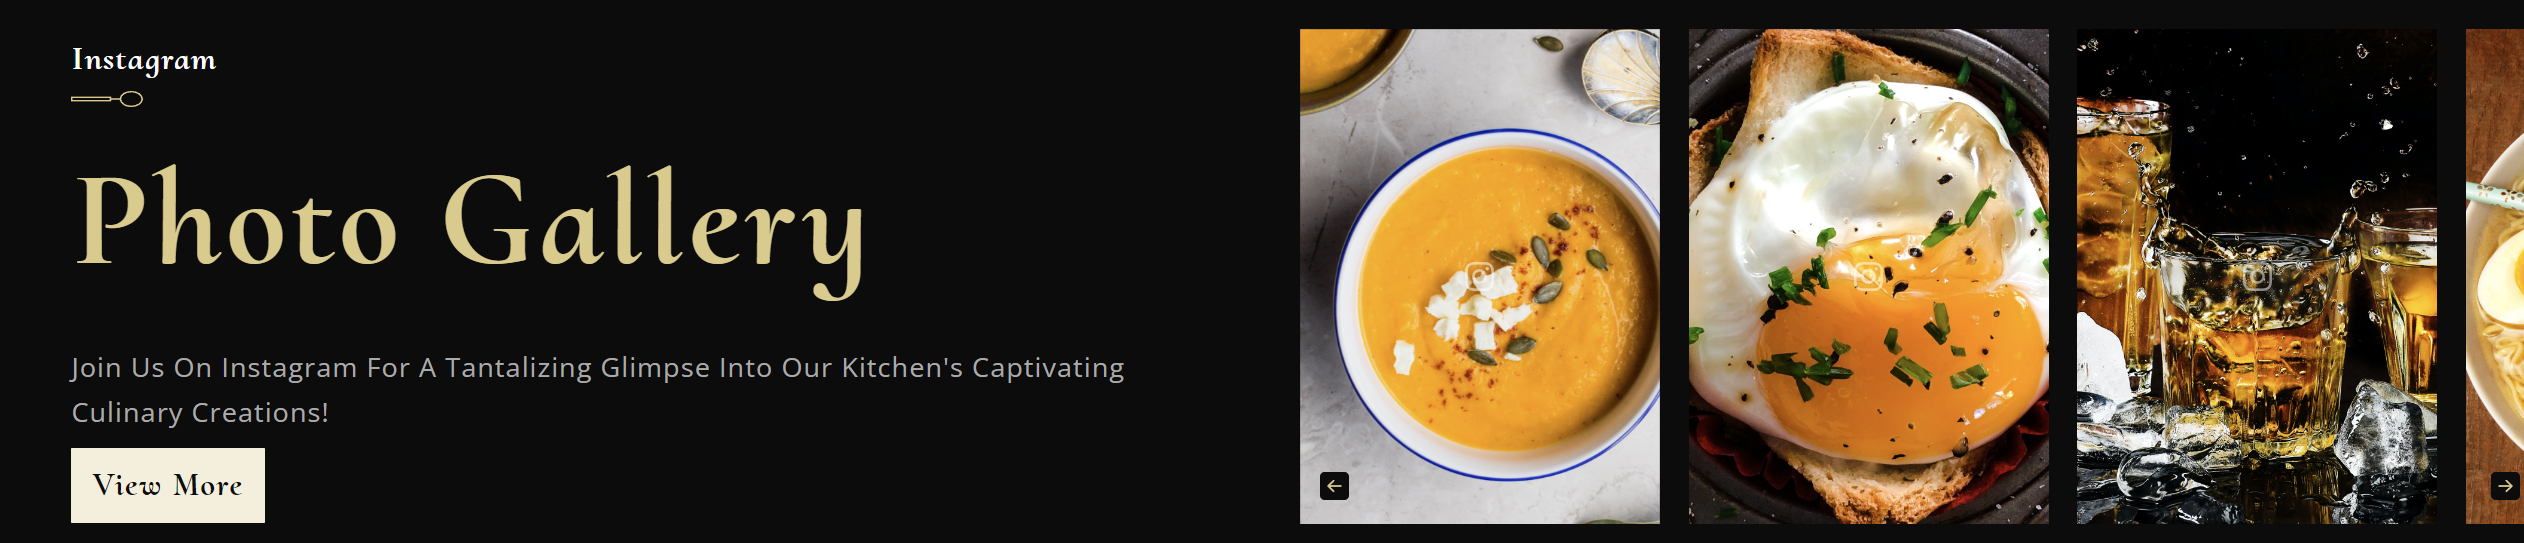 Instagram
Photo Gallery
Join Us On Instagram For A Tantalizing Glimpse Into Our Kitchen's Captivating
Culinary Creations!
View More